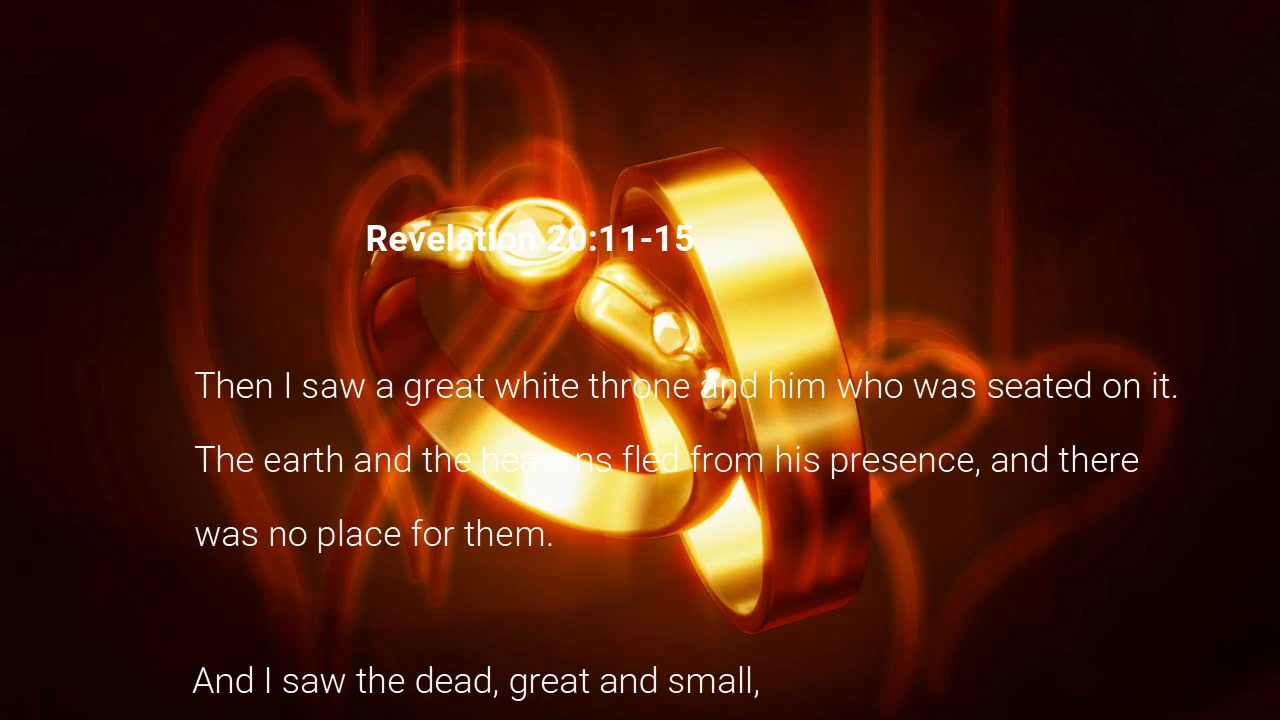 Revelation 20:11-15
Then I saw a great white throne and him who was seated on it.
The earth and the heavens fled from his presence, and there
was no place for them.
And I saw the dead, great and small,